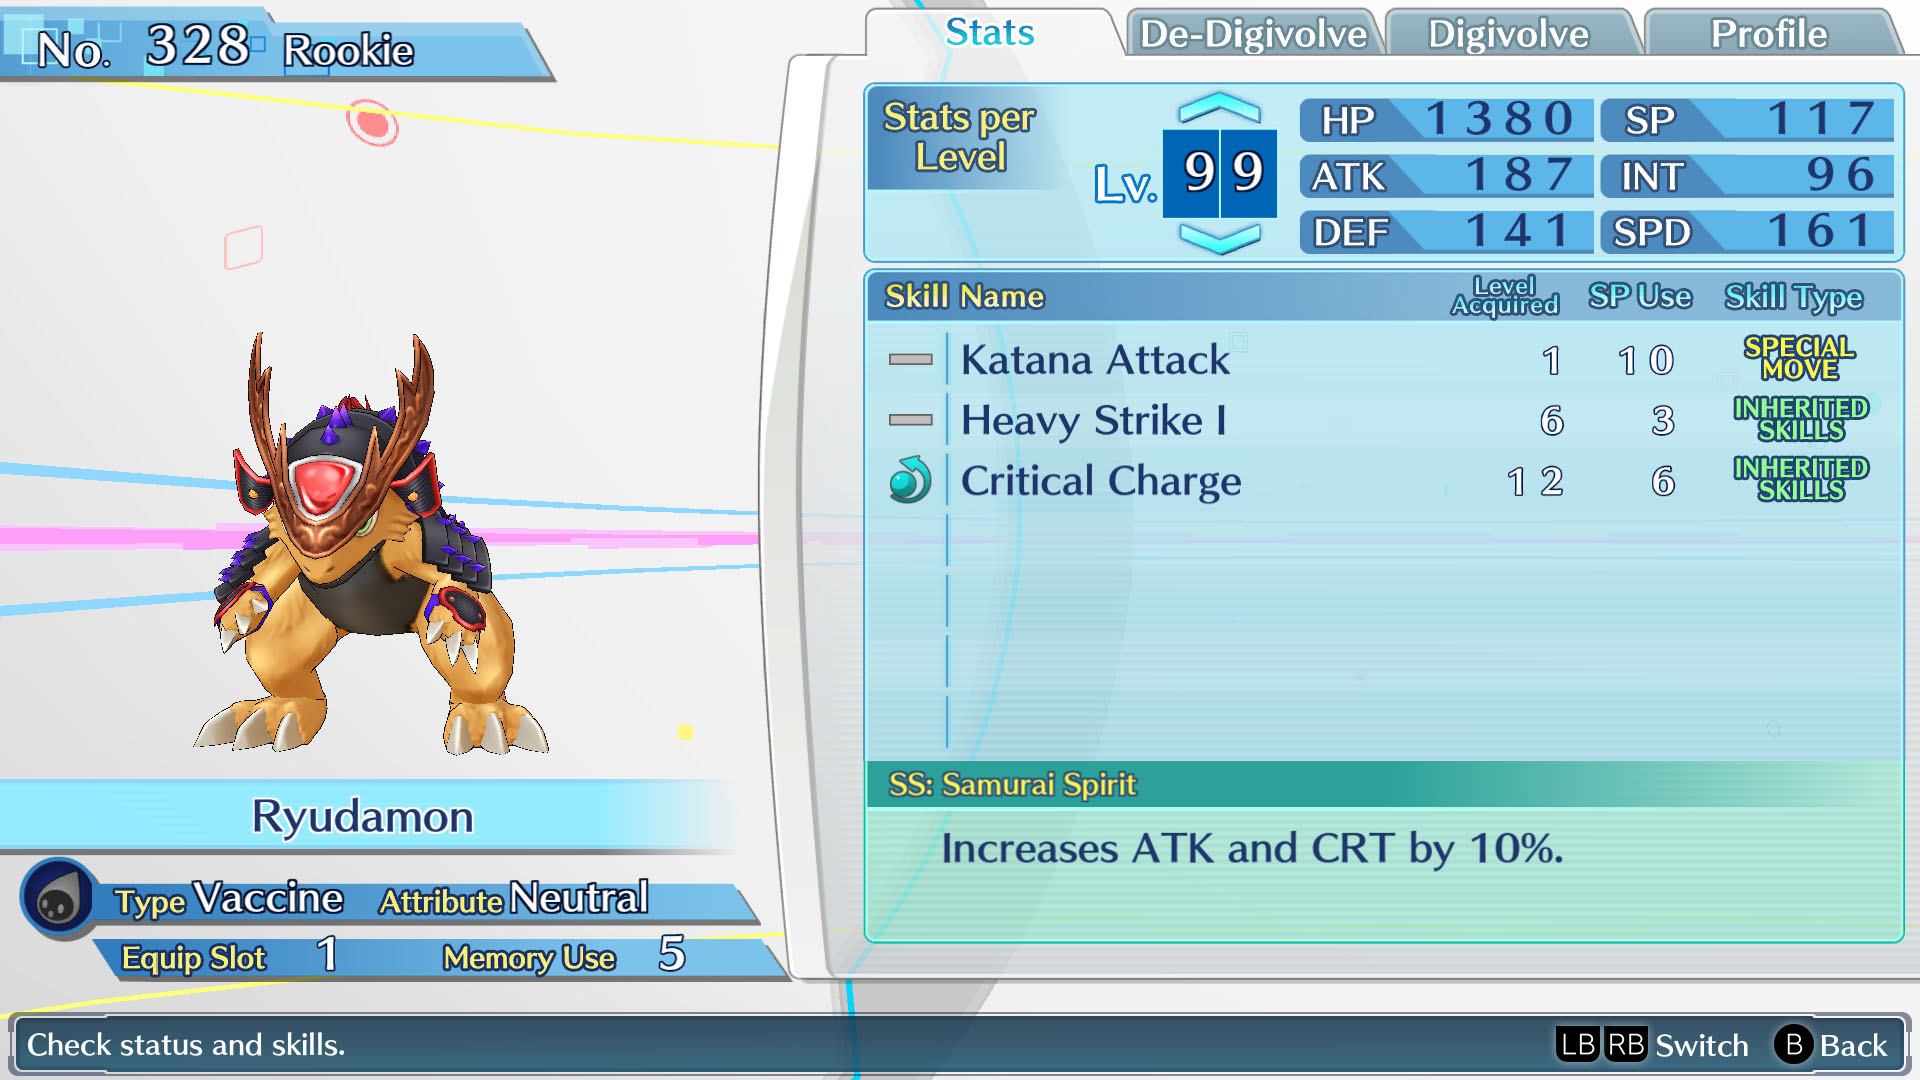 No. 328 Rookie
Stats
De-Digivolve
Digivolve
Profile
Stats per
Level
Lv. 99
HP 1380
SP 117
ATK 187
INT 96
DEF 141
SPD 161
Skill Name
Level
Acquired
SP Use
Skill Type
Katana Attack 1 10 SPECIAL
MOVE
Heavy Strike I 6 3 INHERITED
SKILLS
Critical Charge 12 6 INHERITED
SKILLS
SS: Samurai Spirit
Increases ATK and CRT by 10%.
Ryudamon
Type Vaccine Attribute Neutral
Equip Slot 1 Memory Use 5
Check status and skills.
LB RB Switch B Back